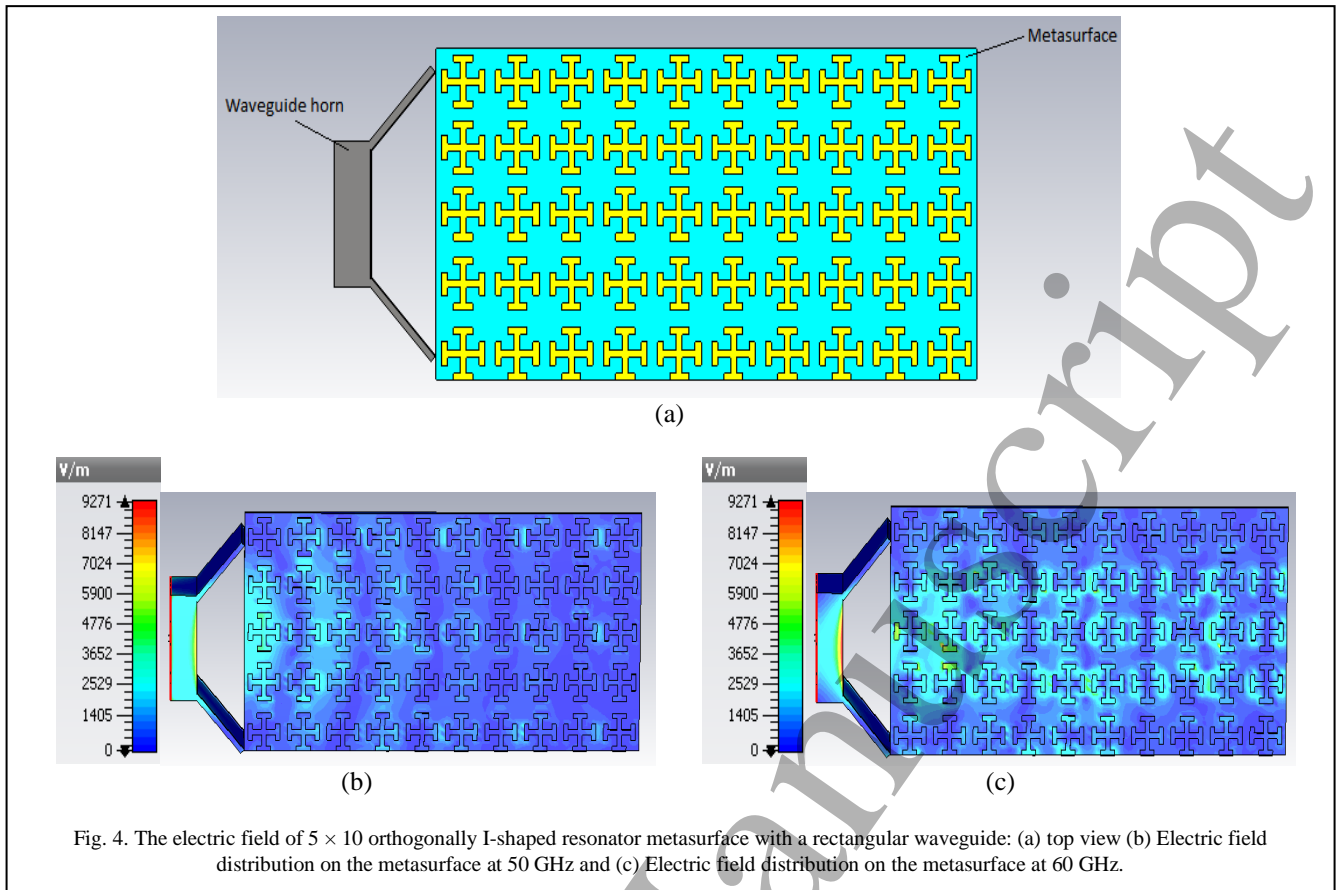 Metasurface
Waveguide horn
(a)
V/m
9271
8147
7024
5900
4776
3652
2529
1405
0
(b)
V/m
9271
8147
7024
5900
4776
3652
2529
1405
0
(c)
Fig. 4. The electric field of 5 × 10 orthogonally I-shaped resonator metasurface with a rectangular waveguide: (a) top view (b) Electric field
distribution on the metasurface at 50 GHz and (c) Electric field distribution on the metasurface at 60 GHz.
anuscript